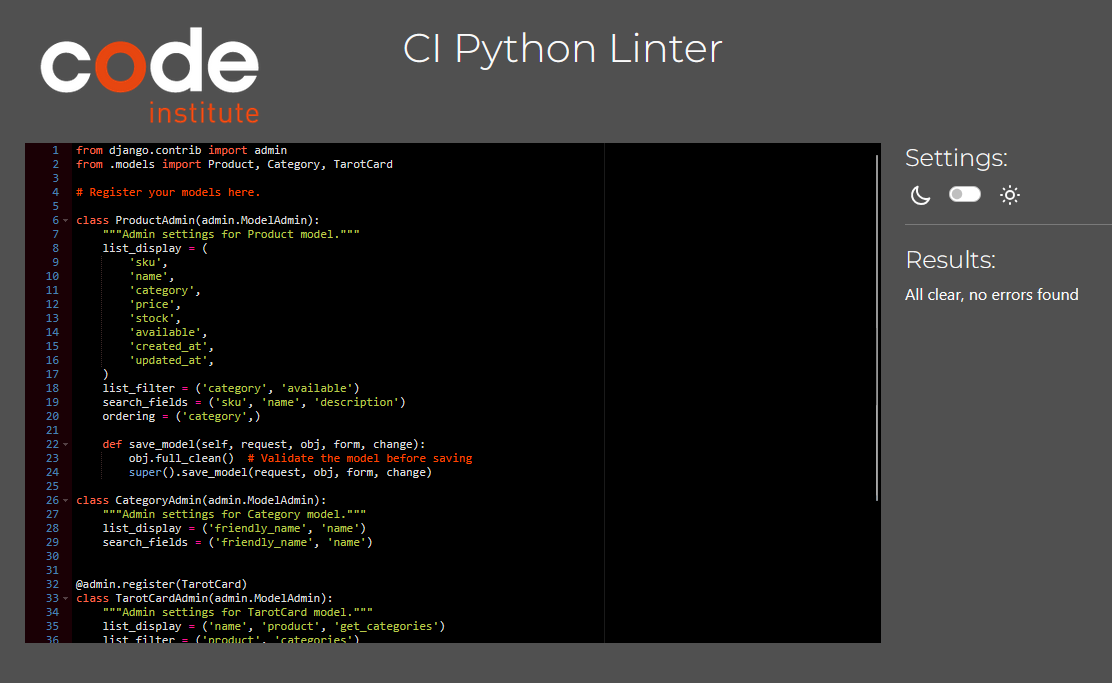 code
institute
CI Python Linter
1 from django.contrib import admin
2 from .models import Product, Category, TarotCard
3
4 # Register your models here.
5
6 class ProductAdmin(admin.ModelAdmin):
7     """Admin settings for Product model."""
8     list_display = (
9         'sku',
10         'name',
11         'category',
12         'price',
13         'stock',
14         'available',
15         'created_at',
16         'updated_at',
17     )
18     list_filter = ('category', 'available')
19     search_fields = ('sku', 'name', 'description')
20     ordering = ('category',)
21
22     def save_model(self, request, obj, form, change):
23         obj.full_clean()  # Validate the model before saving
24         super().save_model(request, obj, form, change)
25
26 class CategoryAdmin(admin.ModelAdmin):
27     """Admin settings for Category model."""
28     list_display = ('friendly_name', 'name')
29     search_fields = ('friendly_name', 'name')
30
31
32 @admin.register(TarotCard)
33 class TarotCardAdmin(admin.ModelAdmin):
34     """Admin settings for TarotCard model."""
35     list_display = ('name', 'product', 'get_categories')
36     list_filter = ('product', 'categories')
Settings:
Results:
All clear, no errors found